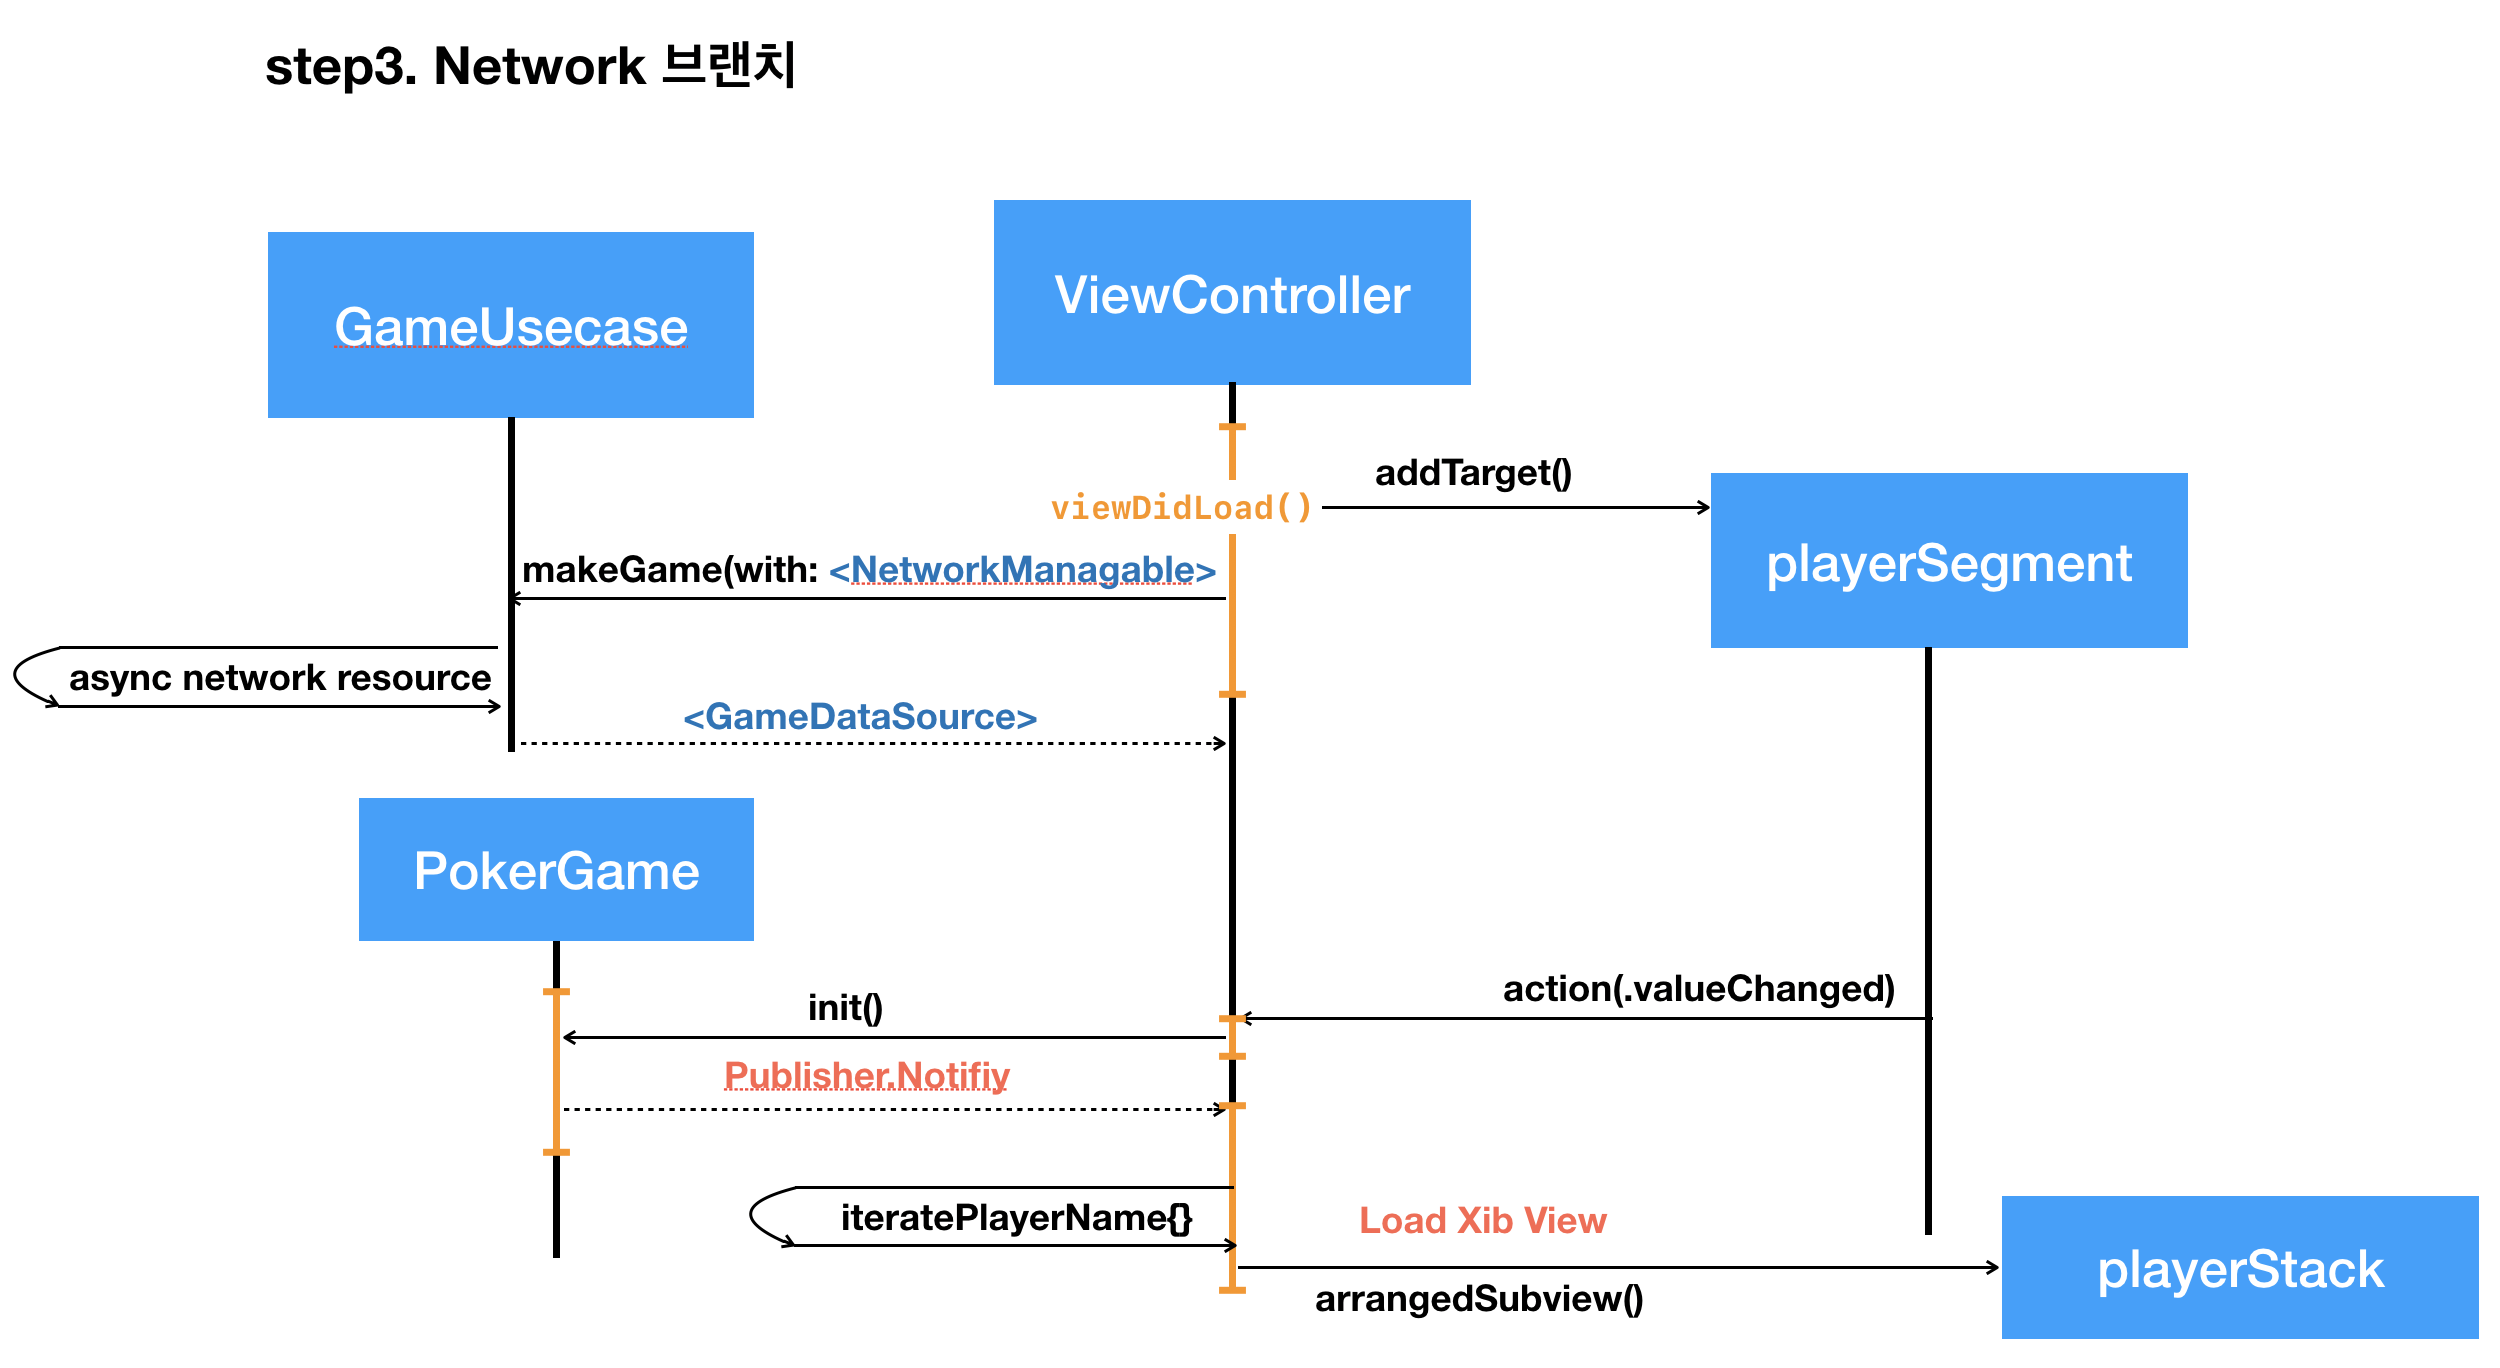 step3. Network 브랜치
ViewController
GameUsecase
addTarget()
viewDidLoad()
playerSegment
makeGame(with: <NetworkManagable>
async network resource
<GameDataSource>
PokerGame
action(.valueChanged)
init()
Publisher.Notifiy
iteratePlayerName{}
Load Xib View
playerStack
arrangedSubview()